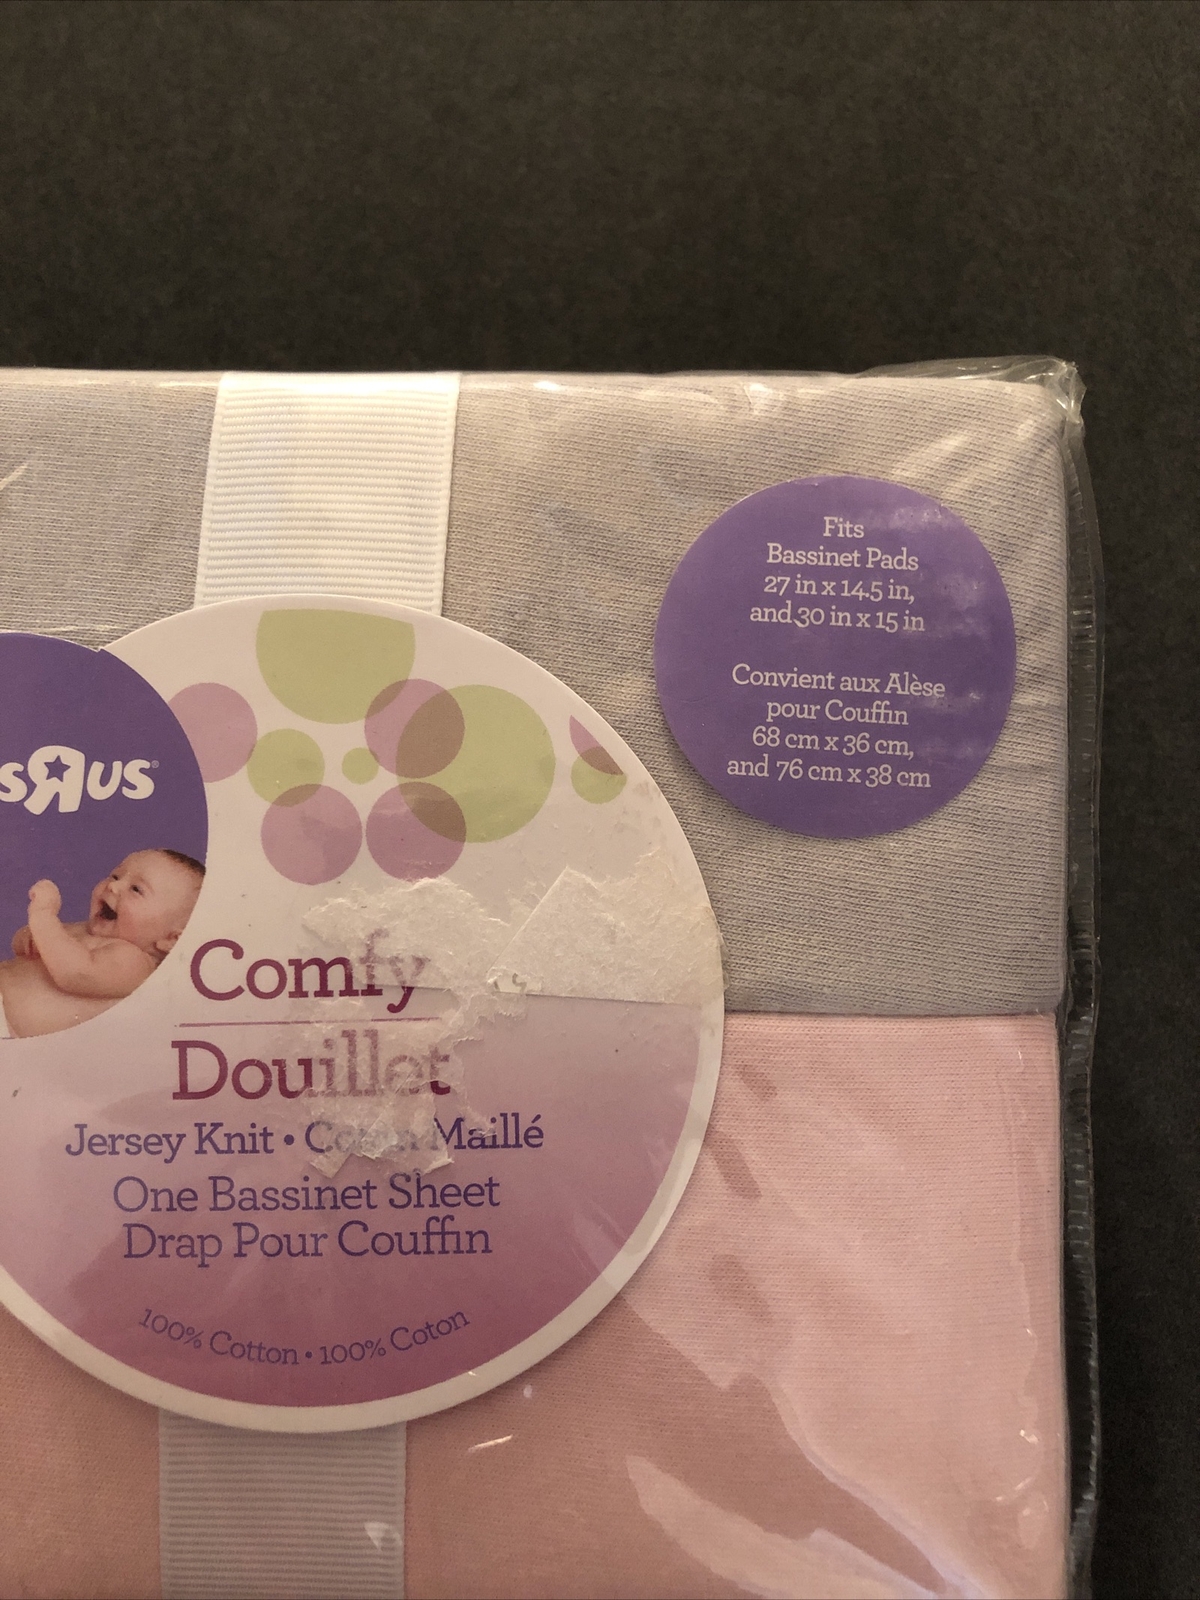 Fits
Bassinet Pads
27 in x 14.5 in,
and 30 in x 15 in
Convient aux Alèse
pour Couffin
68 cm x 36 cm,
and 76 cm x 38 cm
sRus®
Comfy
Douillet
Jersey Knit • Coton Maillé
One Bassinet Sheet
Drap Pour Couffin
100% Cotton • 100% Coton